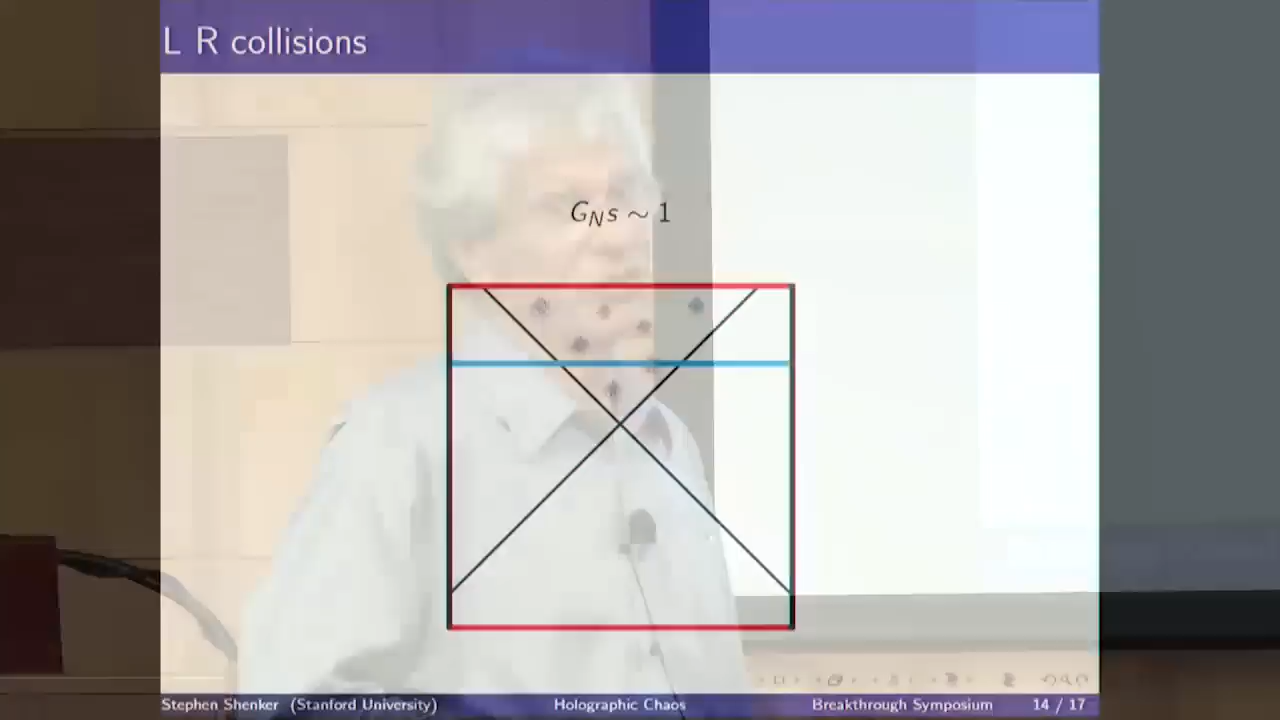 L R collisions
G_N s ∼ 1
Stephen Shenker (Stanford University)
Holographic Chaos
Breakthrough Symposium
14 / 17